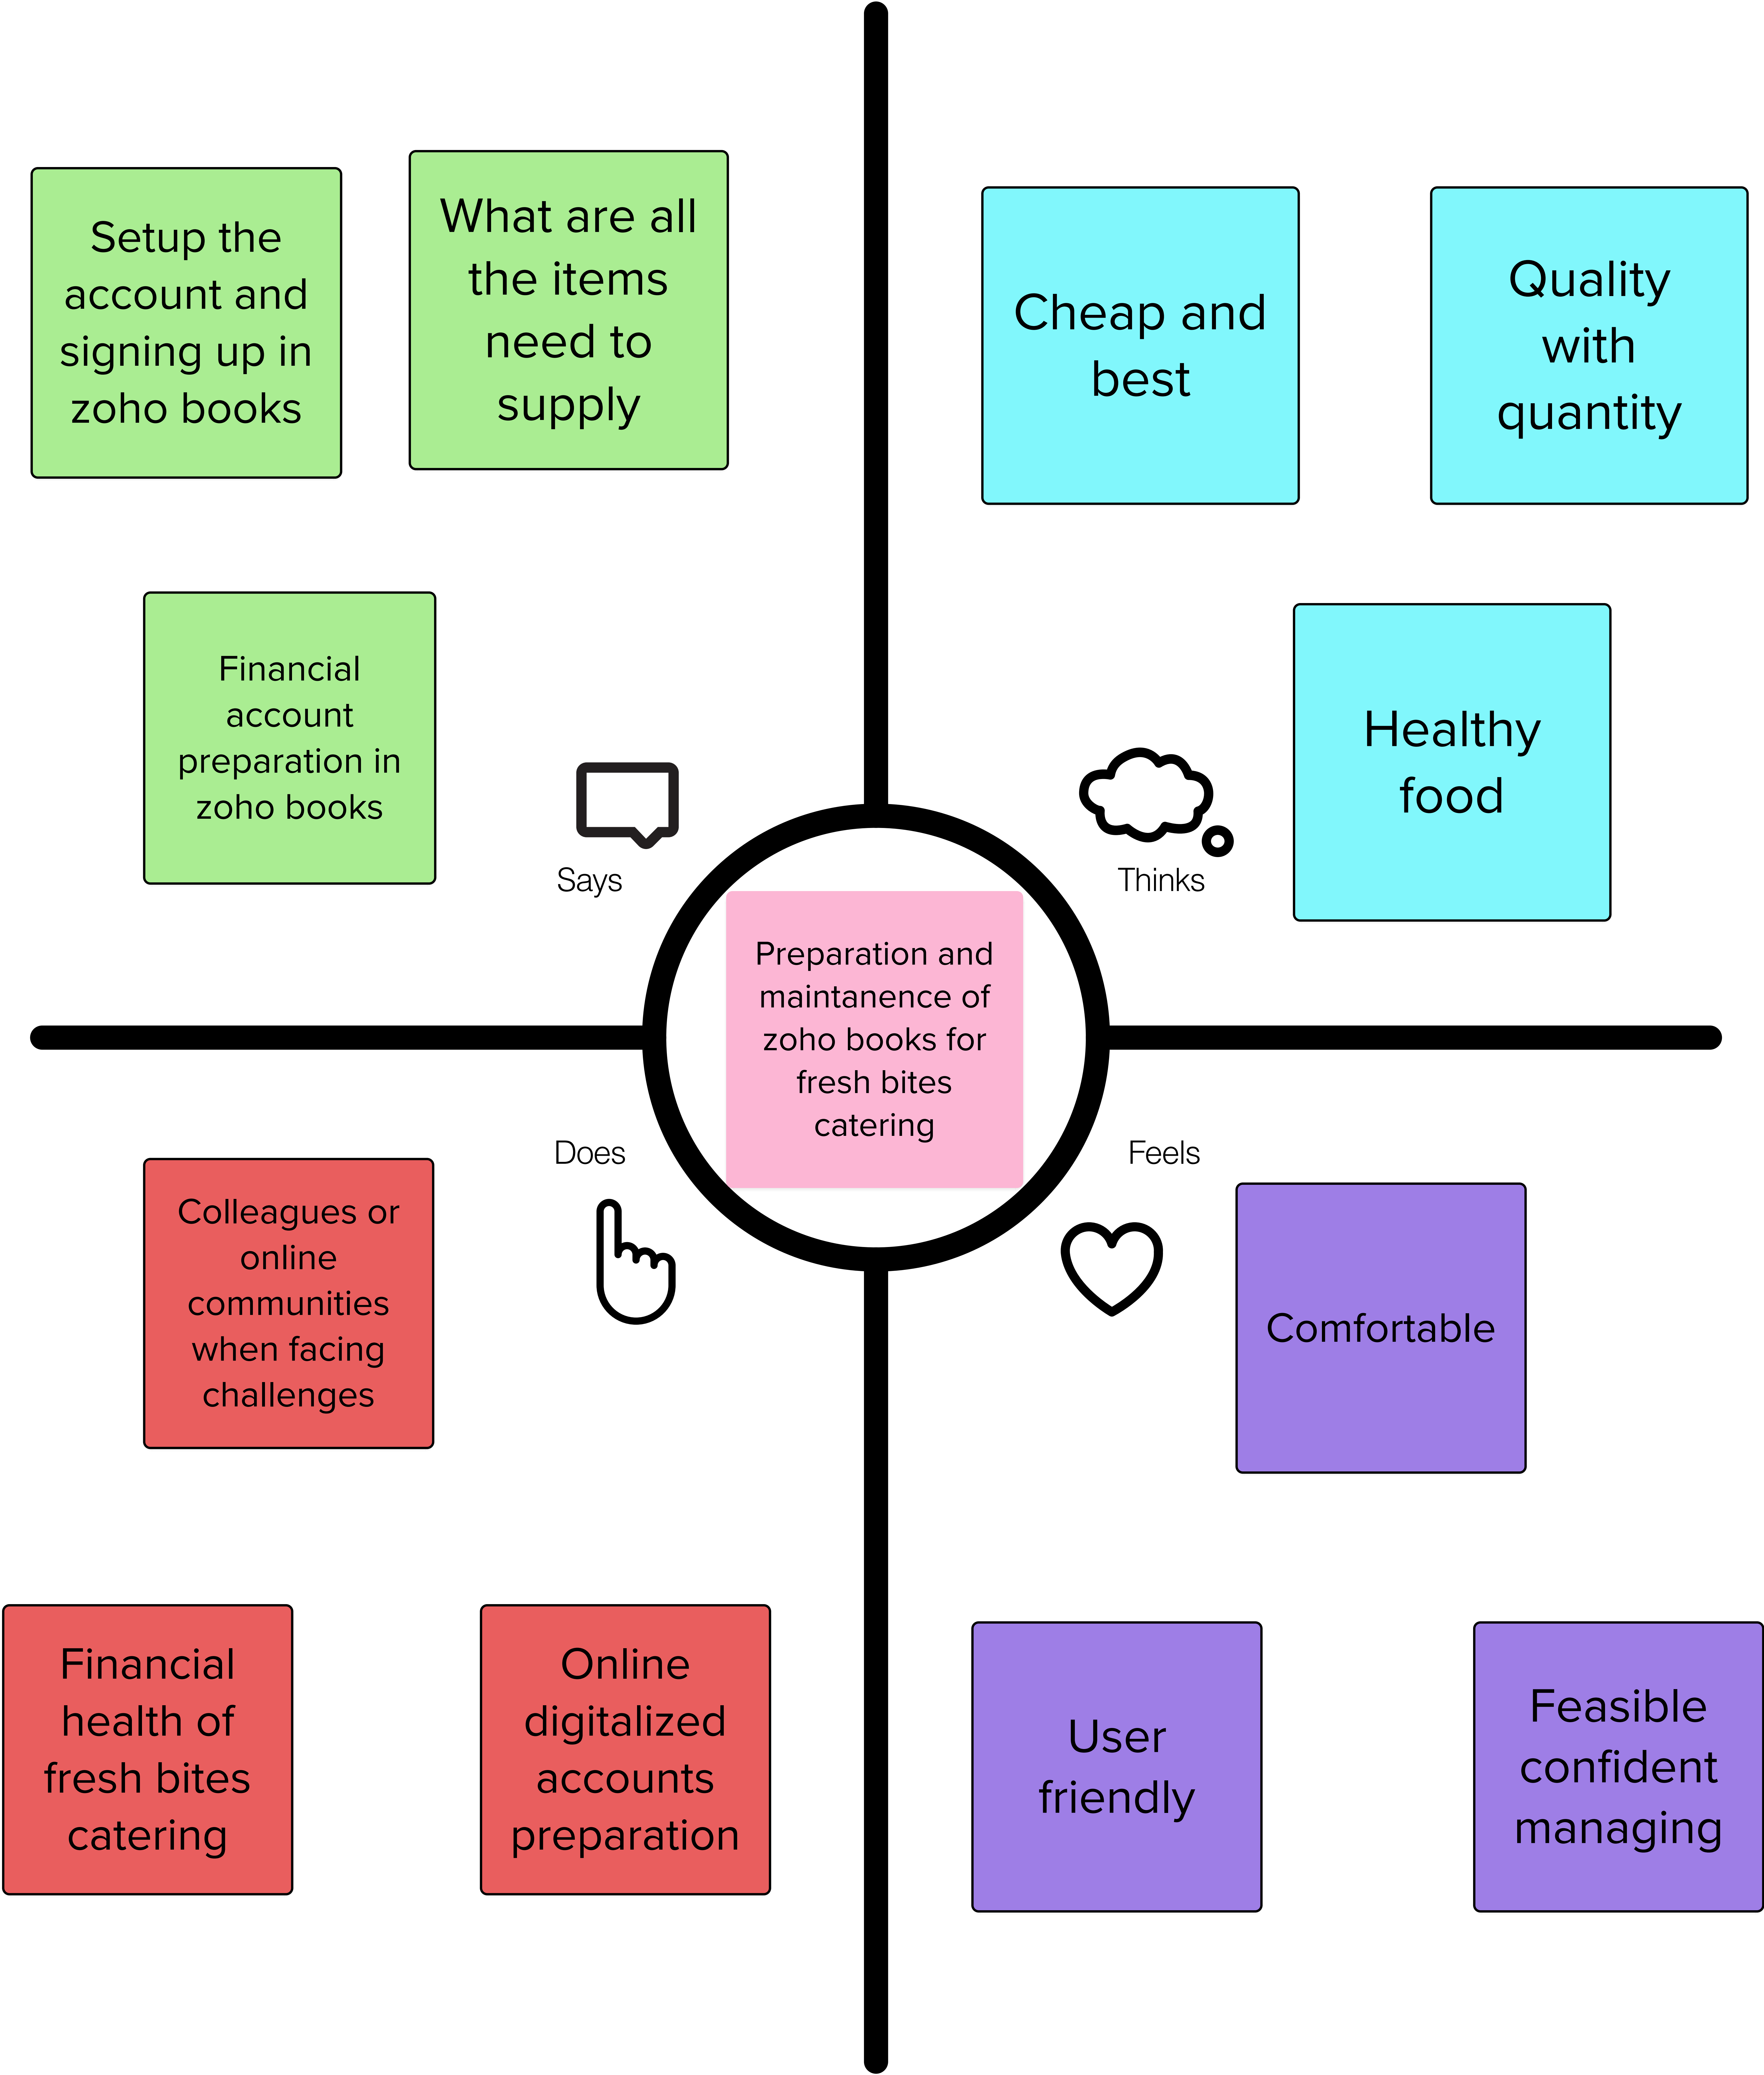 Setup the
account and
signing up in
zoho books
What are all
the items
need to
supply
Financial
account
preparation in
zoho books
Says
Cheap and
best
Quality
with
quantity
Healthy
food
Thinks
Preparation and
maintanence of
zoho books for
fresh bites
catering
Does
Colleagues or
online
communities
when facing
challenges
Financial
health of
fresh bites
catering
Online
digitalized
accounts
preparation
Feels
Comfortable
User
friendly
Feasible
confident
managing